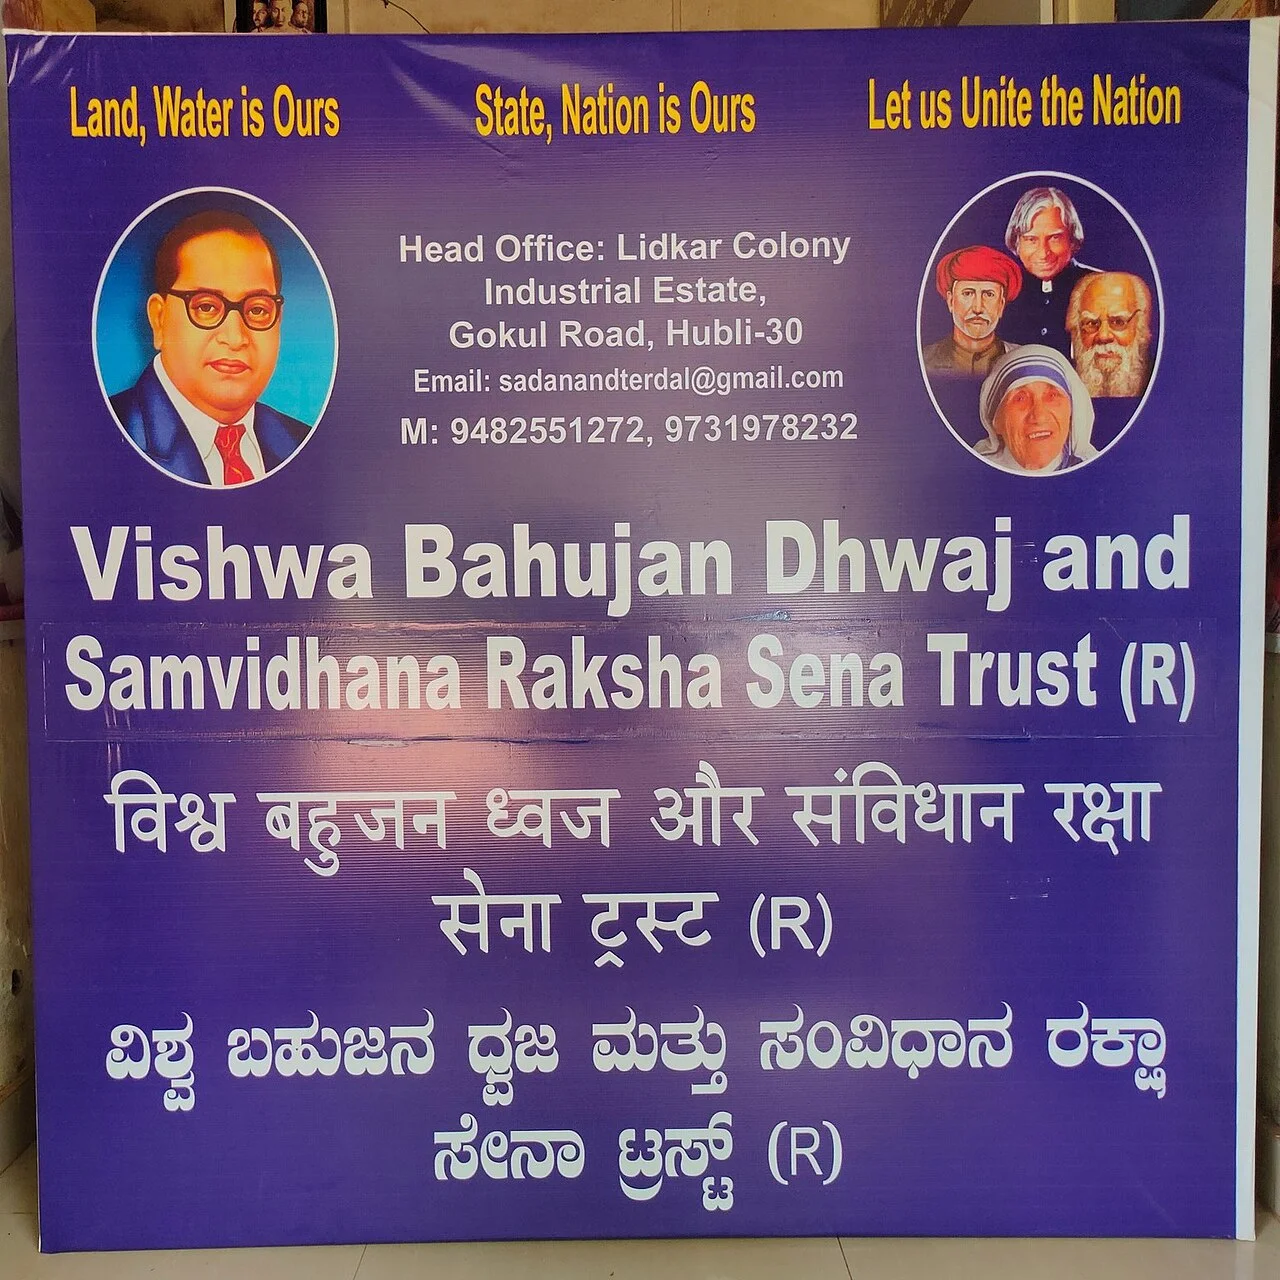 Land, Water is Ours
State, Nation is Ours
Let us Unite the Nation
Head Office: Lidkar Colony
Industrial Estate,
Gokul Road, Hubli-30
Email: sadanandterdal@gmail.com
M: 9482551272, 9731978232
Vishwa Bahujan Dhwaj and
Samvidhana Raksha Sena Trust (R)
विश्व बहुजन ध्वज और संविधान रक्षा
सेना ट्रस्ट (R)
ವಿಶ್ವ ಬಹುಜನ ಧ್ವಜ ಮತ್ತು ಸಂವಿಧಾನ ರಕ್ಷಾ
ಸೇನಾ ಟ್ರಸ್ಟ್ (R)